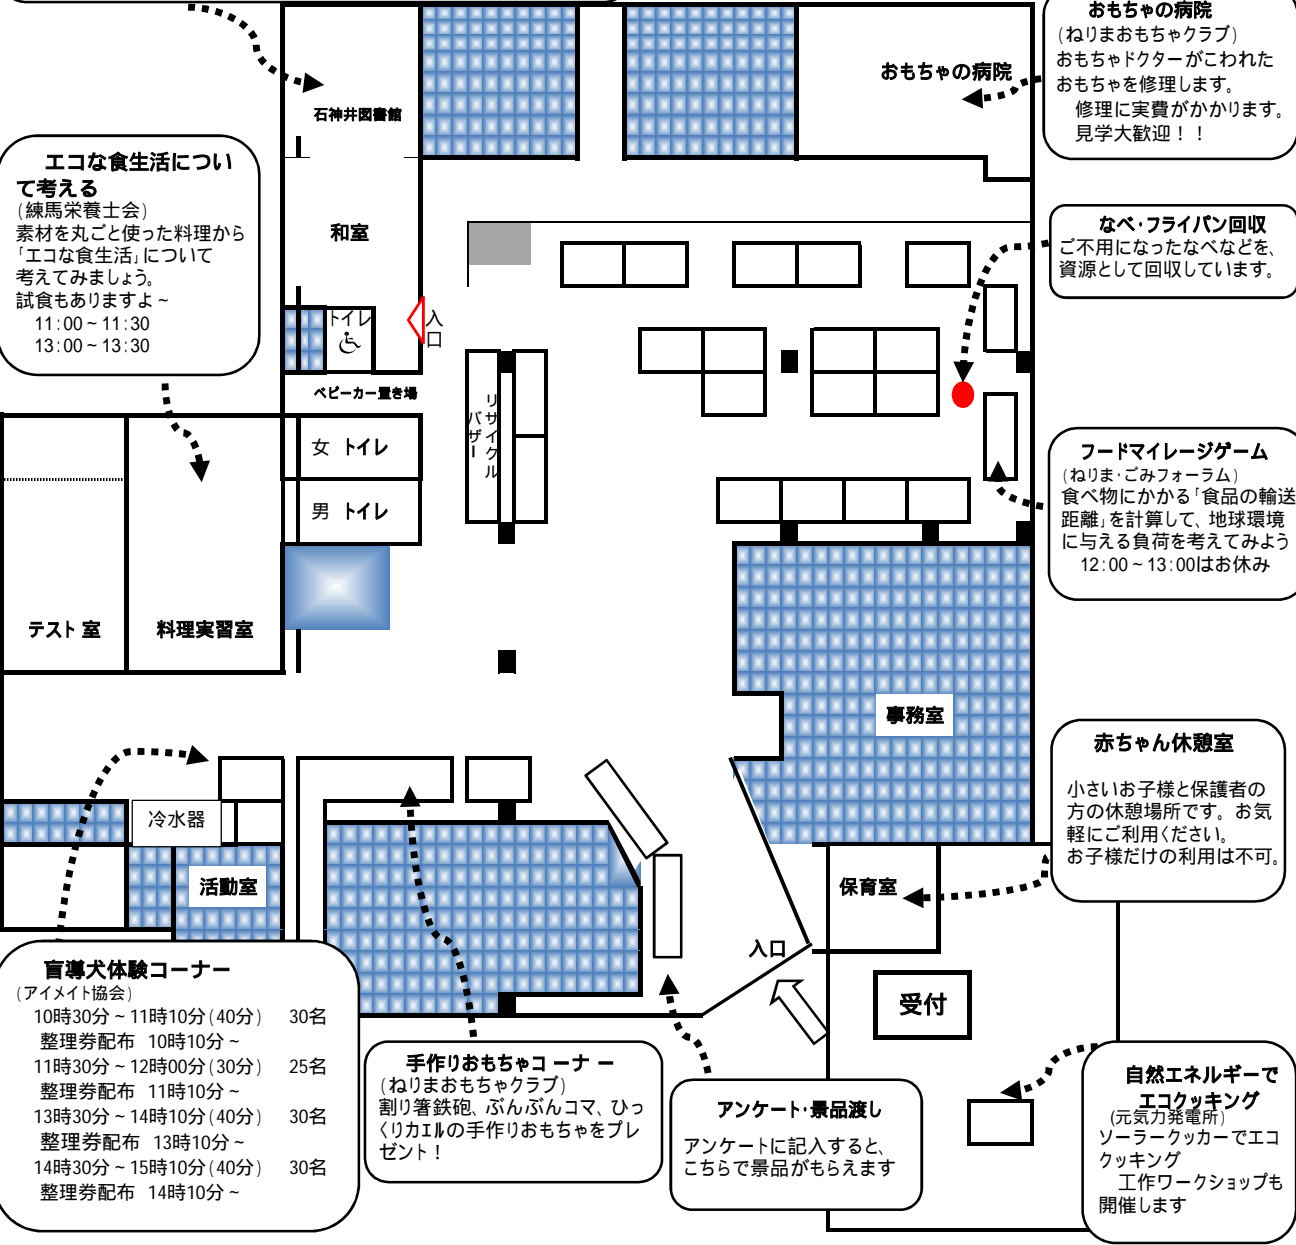 おもちゃの病院
(ねりまおもちゃクラブ)
おもちゃドクターがこわれた
おもちゃを修理します。
修理に実費がかかります。
見学大歓迎！！
おもちゃの病院
石神井図書館
エコな食生活につい
て考える
(練馬栄養士会)
素材を丸ごと使った料理から
「エコな食生活」について
考えてみましょう。
試食もありますよ～
11:00～11:30
13:00～13:30
和室
なべ・フライパン回収
ご不用になったなべなどを、
資源として回収しています。
トイレ
入口
ベビーカー置き場
リサイクル
バザー
女 トイレ
男 トイレ
フードマイレージゲーム
(ねりま・ごみフォーラム)
食べ物にかかる「食品の輸送
距離」を計算して、地球環境
に与える負荷を考えてみよう
12:00～13:00はお休み
テスト室
料理実習室
事務室
赤ちゃん休憩室
小さいお子様と保護者の
方の休憩場所です。お気
軽にご利用ください。
お子様だけの利用は不可。
冷水器
活動室
保育室
入口
受付
盲導犬体験コーナー
(アイメイト協会)
10時30分～11時10分(40分) 30名
整理券配布 10時10分～
11時30分～12時00分(30分) 25名
整理券配布 11時10分～
13時30分～14時10分(40分) 30名
整理券配布 13時10分～
14時30分～15時10分(40分) 30名
整理券配布 14時10分～
手作りおもちゃコーナー
(ねりまおもちゃクラブ)
割り箸鉄砲、ぶんぶんコマ、ひっ
くりカエルの手作りおもちゃをプレ
ゼント！
アンケート・景品渡し
アンケートに記入すると、
こちらで景品がもらえます
自然エネルギーで
エコクッキング
(元気力発電所)
ソーラークッカーでエコ
クッキング
工作ワークショップも
開催します